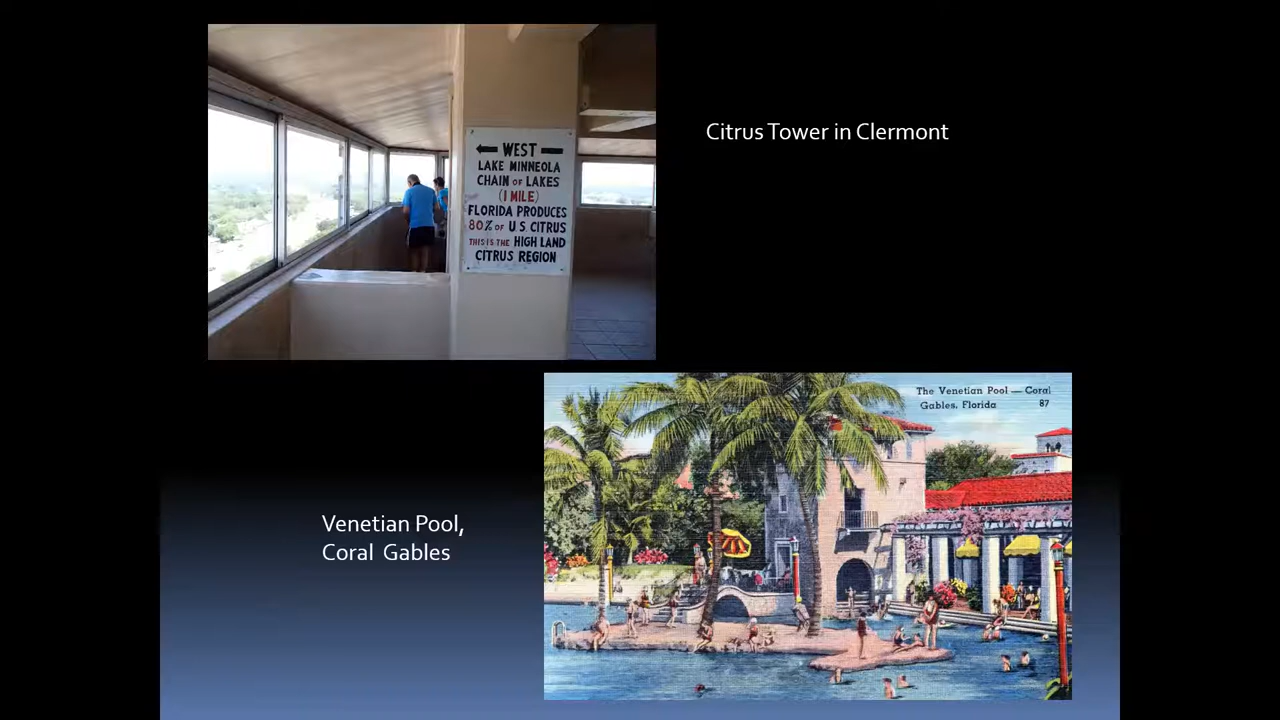 ← WEST
LAKE MINNEOLA
CHAIN OF LAKES
(1 MILE)
FLORIDA PRODUCES
80% OF U S CITRUS
THIS IS THE HIGH LAND
CITRUS REGION
Citrus Tower in Clermont
The Venetian Pool — Coral
Gables, Florida 87
Venetian Pool,
Coral Gables